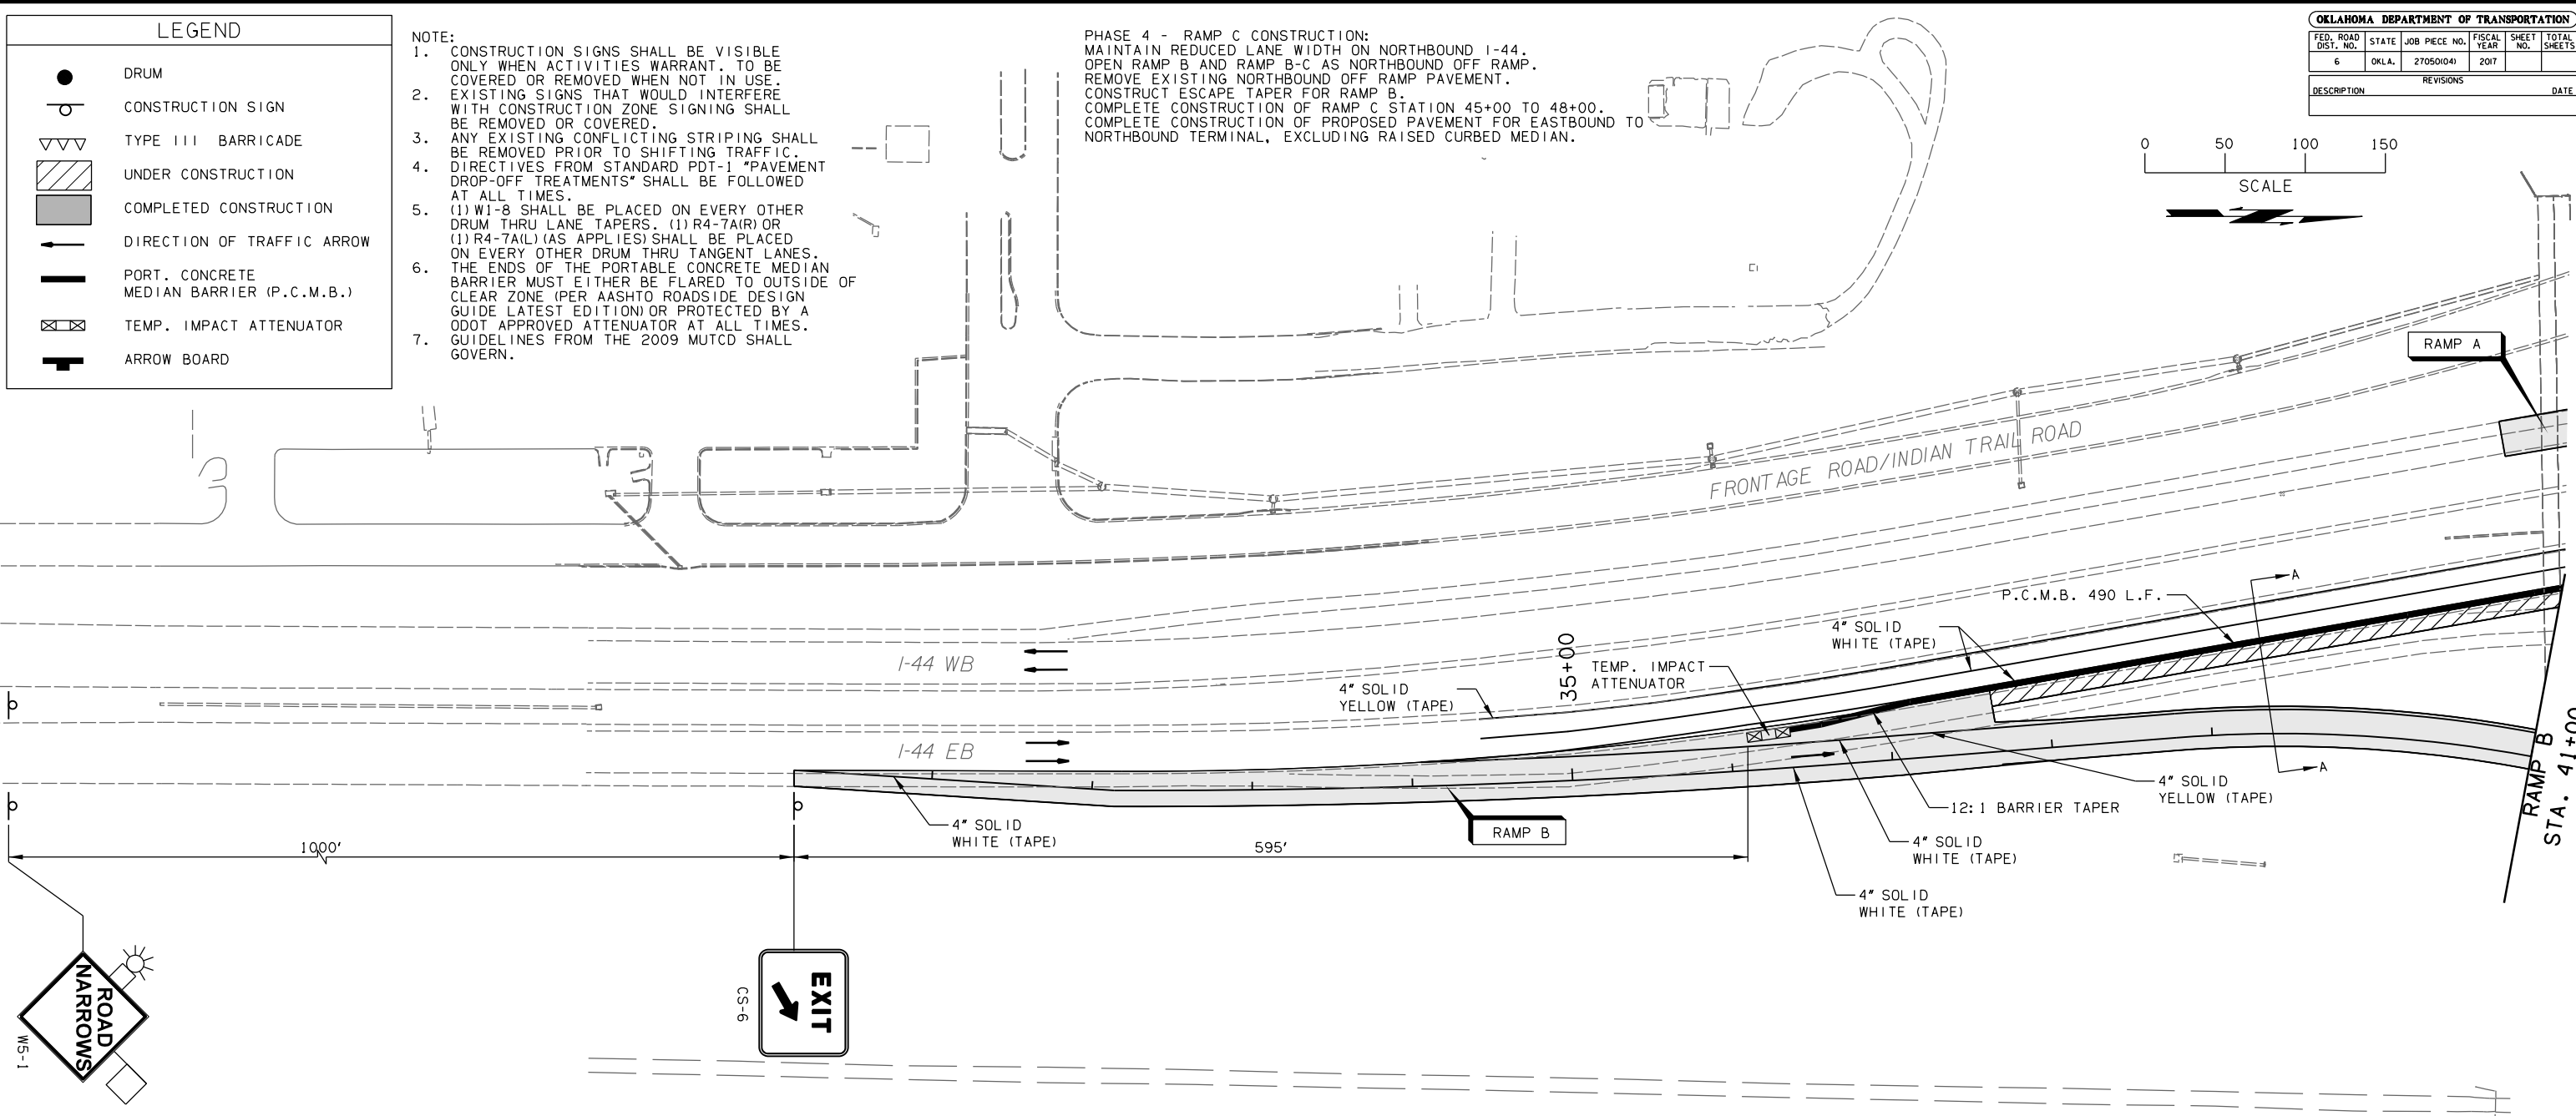 LEGEND
DRUM
CONSTRUCTION SIGN
TYPE III BARRICADE
UNDER CONSTRUCTION
COMPLETED CONSTRUCTION
DIRECTION OF TRAFFIC ARROW
PORT. CONCRETE
MEDIAN BARRIER (P.C.M.B.)
TEMP. IMPACT ATTENUATOR
ARROW BOARD
NOTE:
1. CONSTRUCTION SIGNS SHALL BE VISIBLE
ONLY WHEN ACTIVITIES WARRANT. TO BE
COVERED OR REMOVED WHEN NOT IN USE.
2. EXISTING SIGNS THAT WOULD INTERFERE
WITH CONSTRUCTION ZONE SIGNING SHALL
BE REMOVED OR COVERED.
3. ANY EXISTING CONFLICTING STRIPING SHALL
BE REMOVED PRIOR TO SHIFTING TRAFFIC.
4. DIRECTIVES FROM STANDARD PDT-1 "PAVEMENT
DROP-OFF TREATMENTS" SHALL BE FOLLOWED
AT ALL TIMES.
5. (1) W1-8 SHALL BE PLACED ON EVERY OTHER
DRUM THRU LANE TAPERS. (1) R4-7A(R) OR
(1) R4-7A(L) (AS APPLIES) SHALL BE PLACED
ON EVERY OTHER DRUM THRU TANGENT LANES.
6. THE ENDS OF THE PORTABLE CONCRETE MEDIAN
BARRIER MUST EITHER BE FLARED TO OUTSIDE OF
CLEAR ZONE (PER AASHTO ROADSIDE DESIGN
GUIDE LATEST EDITION) OR PROTECTED BY A
ODOT APPROVED ATTENUATOR AT ALL TIMES.
7. GUIDELINES FROM THE 2009 MUTCD SHALL
GOVERN.
PHASE 4 - RAMP C CONSTRUCTION:
MAINTAIN REDUCED LANE WIDTH ON NORTHBOUND I-44.
OPEN RAMP B AND RAMP B-C AS NORTHBOUND OFF RAMP.
REMOVE EXISTING NORTHBOUND OFF RAMP PAVEMENT.
CONSTRUCT ESCAPE TAPER FOR RAMP B.
COMPLETE CONSTRUCTION OF RAMP C STATION 45+00 TO 48+00.
COMPLETE CONSTRUCTION OF PROPOSED PAVEMENT FOR EASTBOUND TO
NORTHBOUND TERMINAL, EXCLUDING RAISED CURBED MEDIAN.
OKLAHOMA DEPARTMENT OF TRANSPORTATION
FED. ROAD DIST. NO. STATE JOB PIECE NO. FISCAL YEAR SHEET NO. TOTAL SHEETS
6 OKLA. 27050(04) 2017
REVISIONS
DESCRIPTION DATE
0 50 100 150
SCALE
RAMP A
FRONTAGE ROAD/INDIAN TRAIL ROAD
A
P.C.M.B. 490 L.F.
4" SOLID
WHITE (TAPE)
35+00
TEMP. IMPACT
ATTENUATOR
4" SOLID
YELLOW (TAPE)
I-44 WB
I-44 EB
A
4" SOLID
YELLOW (TAPE)
12:1 BARRIER TAPER
RAMP B
STA. 41+00
4" SOLID
WHITE (TAPE)
RAMP B
4" SOLID
WHITE (TAPE)
4" SOLID
WHITE (TAPE)
1000'
595'
EXIT
CS-6
ROAD
NARROWS
W5-1